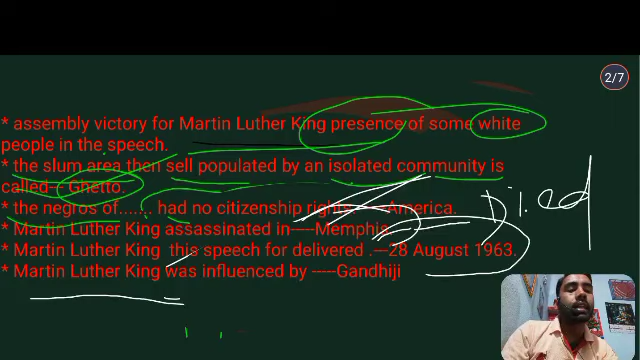 2/7
* assembly victory for Martin Luther King presence of some white
people in the speech.
* the slum area then sell populated by an isolated community is
called-- Ghetto.
* the negros of...... had no citizenship rights ---America.
* Martin Luther King assassinated in-----Memphis
* Martin Luther King this speech for delivered .---28 August 1963.
* Martin Luther King was influenced by -----Gandhiji
Died